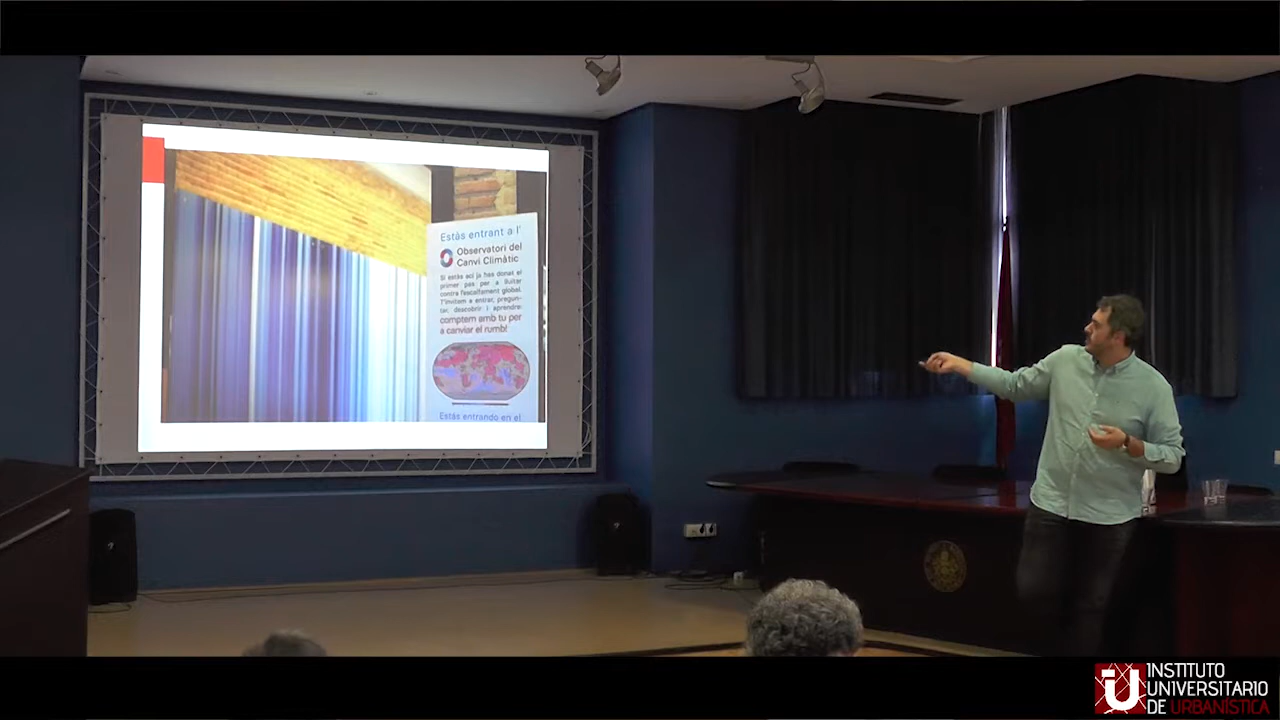 Estàs entrant a l'
Observatori del
Canvi Climàtic
Si estàs ací ja has donat el
primer pas per a lluitar
contra l'escalfament global.
T'invitem a entrar, pregun-
tar, descobrir i aprendre:
comptem amb tu per
a canviar el rumb!
Estás entrando en el
INSTITUTO
UNIVERSITARIO
DE URBANÍSTICA